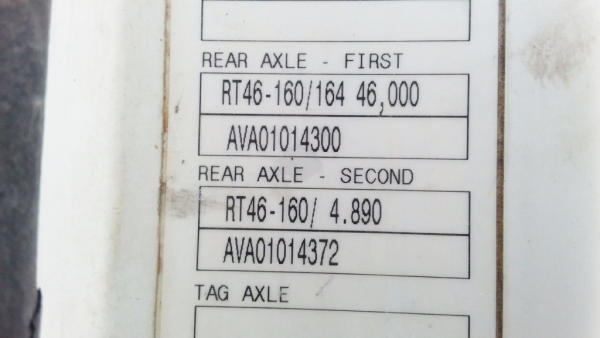 REAR AXLE - FIRST
RT46-160/164 46,000
AVA01014300
REAR AXLE - SECOND
RT46-160/ 4.890
AVA01014372
TAG AXLE